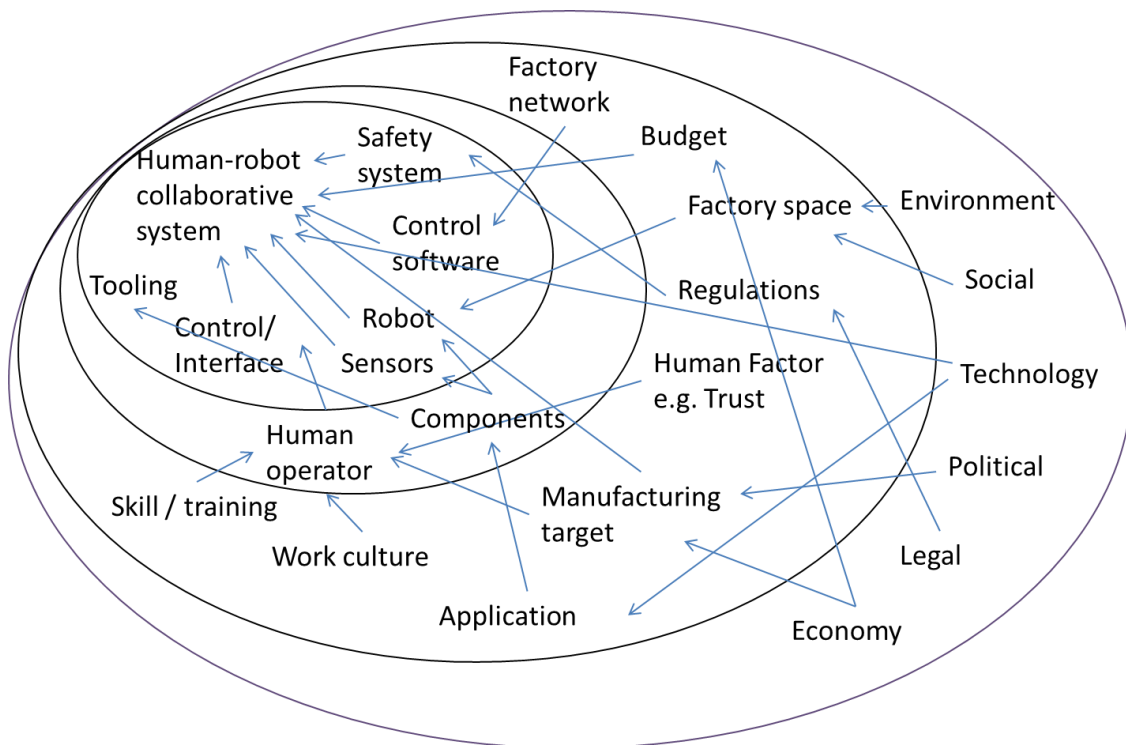 Factory
network
Safety
system
Budget
Human-robot
collaborative
system
Factory space
Environment
Control
software
Tooling
Regulations
Social
Control/
Interface
Robot
Sensors
Human Factor
e.g. Trust
Technology
Components
Human
operator
Political
Skill / training
Manufacturing
target
Work culture
Legal
Application
Economy